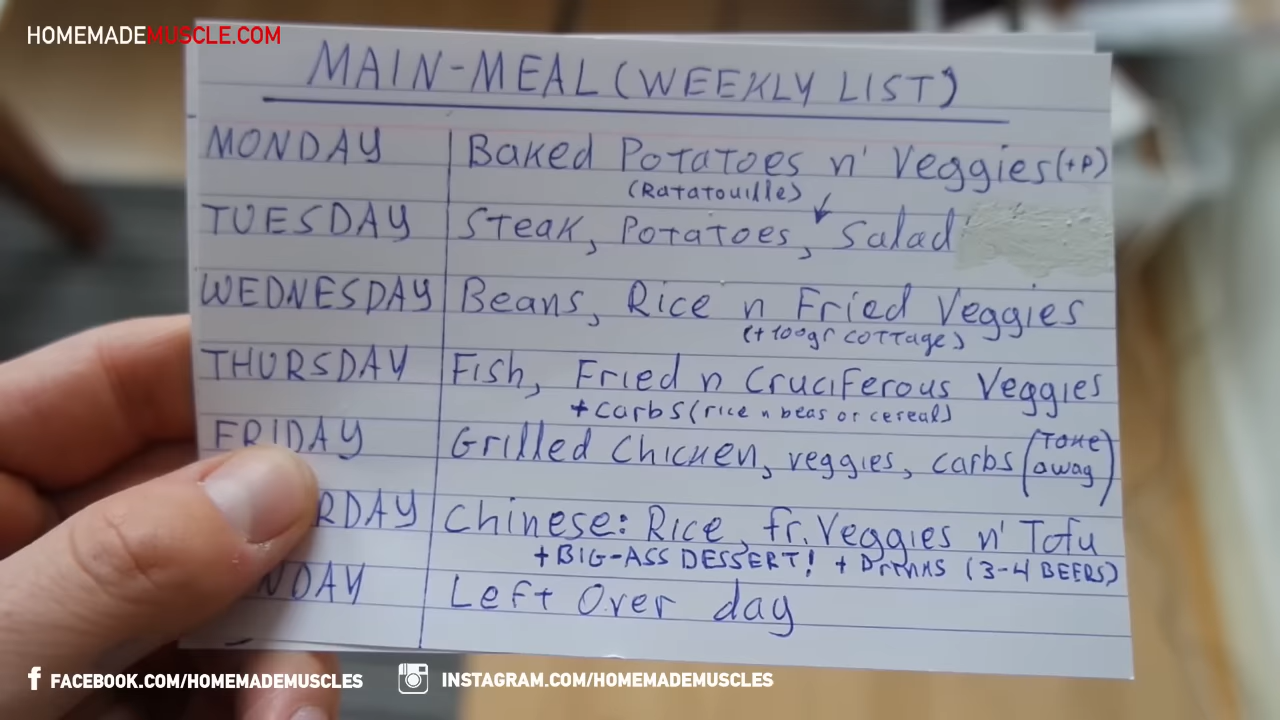 HOMEMADEMUSCLE.COM
MAIN-MEAL (WEEKLY LIST)
MONDAY Baked Potatoes n' Veggies (+P)
(Ratatouille)
TUESDAY Steak, Potatoes, Salad
WEDNESDAY Beans, Rice n Fried Veggies
(+100gr cottage)
THURSDAY Fish, Fried n Cruciferous Veggies
+ carbs (rice n beas or cereal)
FRIDAY Grilled Chicken, veggies, carbs (Take
awag)
RDAY Chinese: Rice, fr. Veggies n' Tofu
+ BIG-ASS DESSERT! + Drinks (3-4 BEERS)
NDAY Left Over day
FACEBOOK.COM/HOMEMADEMUSCLES INSTAGRAM.COM/HOMEMADEMUSCLES